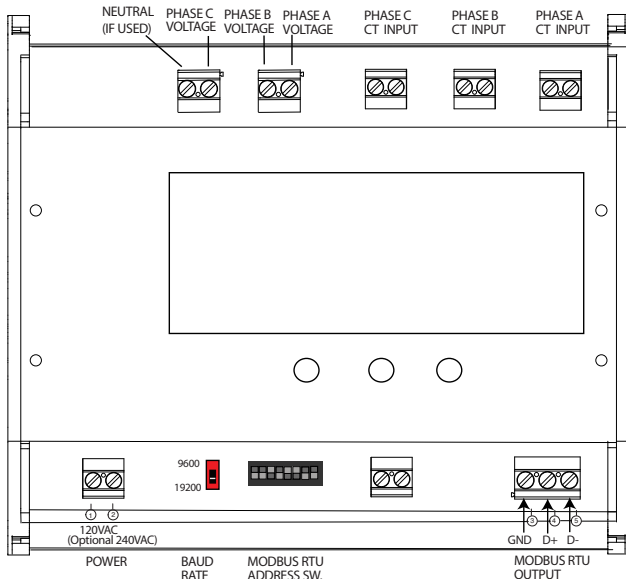 NEUTRAL
(IF USED)
PHASE C
VOLTAGE
PHASE B
VOLTAGE
PHASE A
VOLTAGE
PHASE C
CT INPUT
PHASE B
CT INPUT
PHASE A
CT INPUT
9600
19200
1
2
3
4
5
120VAC
(Optional 240VAC)
GND
D+
D-
POWER
BAUD
RATE
MODBUS RTU
ADDRESS SW.
MODBUS RTU
OUTPUT